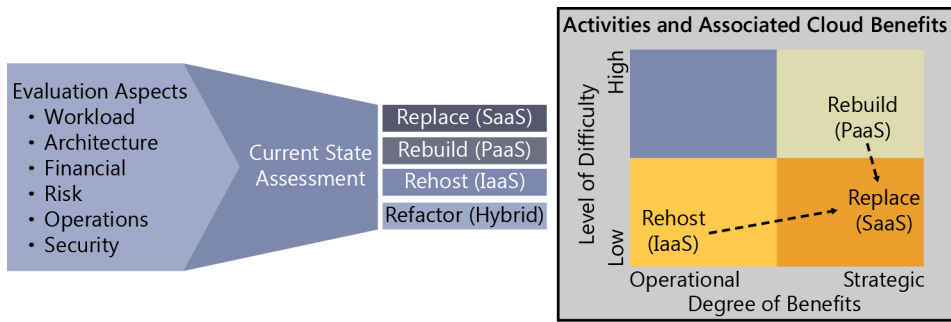 Evaluation Aspects
• Workload
• Architecture
• Financial
• Risk
• Operations
• Security
Current State
Assessment
Replace (SaaS)
Rebuild (PaaS)
Rehost (IaaS)
Refactor (Hybrid)
Activities and Associated Cloud Benefits
Level of Difficulty
High
Low
Rebuild
(PaaS)
Rehost
(IaaS)
Replace
(SaaS)
Operational
Strategic
Degree of Benefits